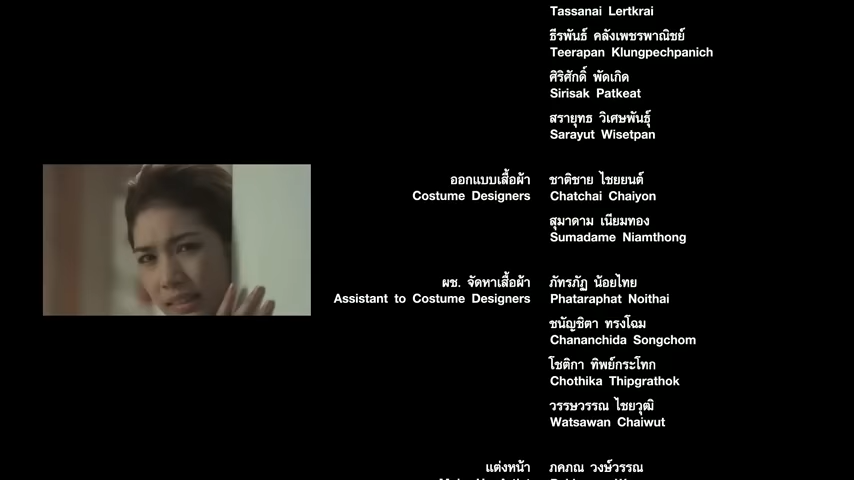 Tassanai Lertkrai
ธีรพันธ์ คลังเพชรพาณิชย์
Teerapan Klungpechpanich
ศิริศักดิ์ พัดเกิด
Sirisak Patkeat
สรายุทธ วิเศษพันธุ์
Sarayut Wisetpan
ออกแบบเสื้อผ้า ชาติชาย ไชยยนต์
Costume Designers Chatchai Chaiyon
สุมาดาม เนียมทอง
Sumadame Niamthong
ผช. จัดหาเสื้อผ้า ภัทรภัฏ น้อยไทย
Assistant to Costume Designers Phataraphat Noithai
ชนัญชิตา ทรงโฉม
Chananchida Songchom
โชติกา ทิพย์กระโทก
Chothika Thipgrathok
วรรษวรรณ ไชยวุฒิ
Watsawan Chaiwut
แต่งหน้า ภคภณ วงษ์วรรณ